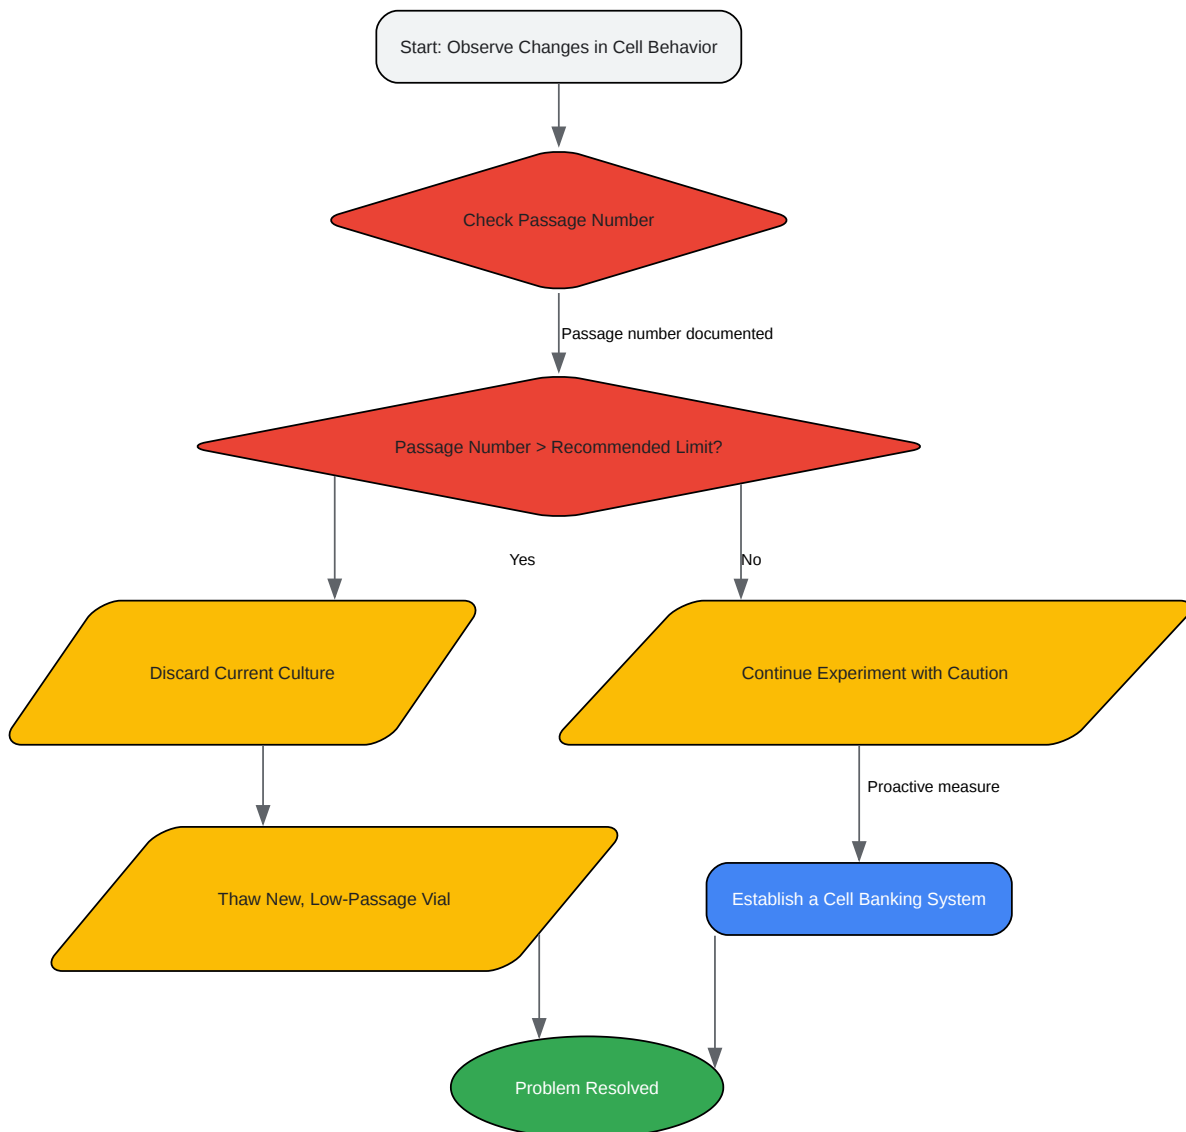 Start: Observe Changes in Cell Behavior
Check Passage Number
Passage number documented
Passage Number > Recommended Limit?
Yes
No
Discard Current Culture
Continue Experiment with Caution
Proactive measure
Thaw New, Low-Passage Vial
Establish a Cell Banking System
Problem Resolved